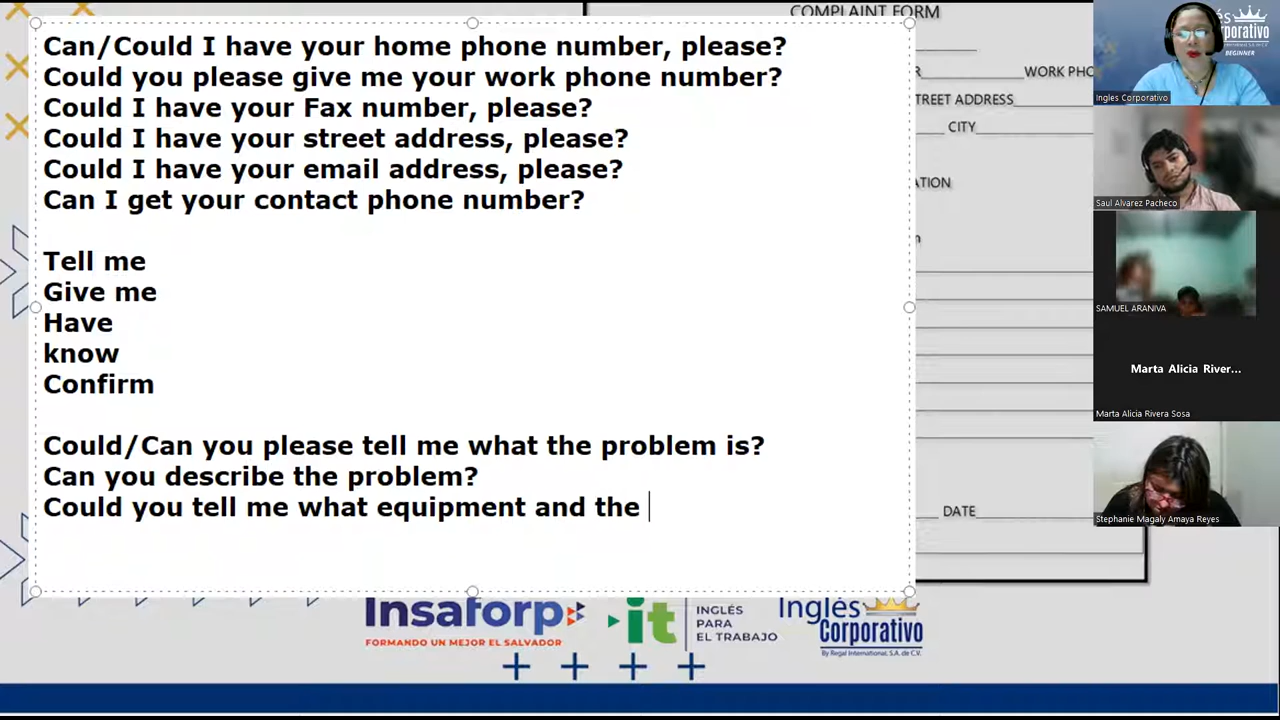 COMPLAINT FORM
Can/Could I have your home phone number, please?
Could you please give me your work phone number?
Could I have your Fax number, please?
Could I have your street address, please?
Could I have your email address, please?
Can I get your contact phone number?
Tell me
Give me
Have
know
Confirm
Could/Can you please tell me what the problem is?
Can you describe the problem?
Could you tell me what equipment and the
WORK PHO
TREET ADDRESS
CITY
ATION
DATE
Insaforp
FORMANDO UN MEJOR EL SALVADOR
it
INGLÉS
PARA
EL TRABAJO
Inglés
Corporativo
By Regal International, S.A. de C.V.
és
rporativo
BEGINNER
Ingles Corporativo
Saul Alvarez Pacheco
SAMUEL ARANIVA
Marta Alicia River...
Marta Alicia Rivera Sosa
Stephanie Magaly Amaya Reyes